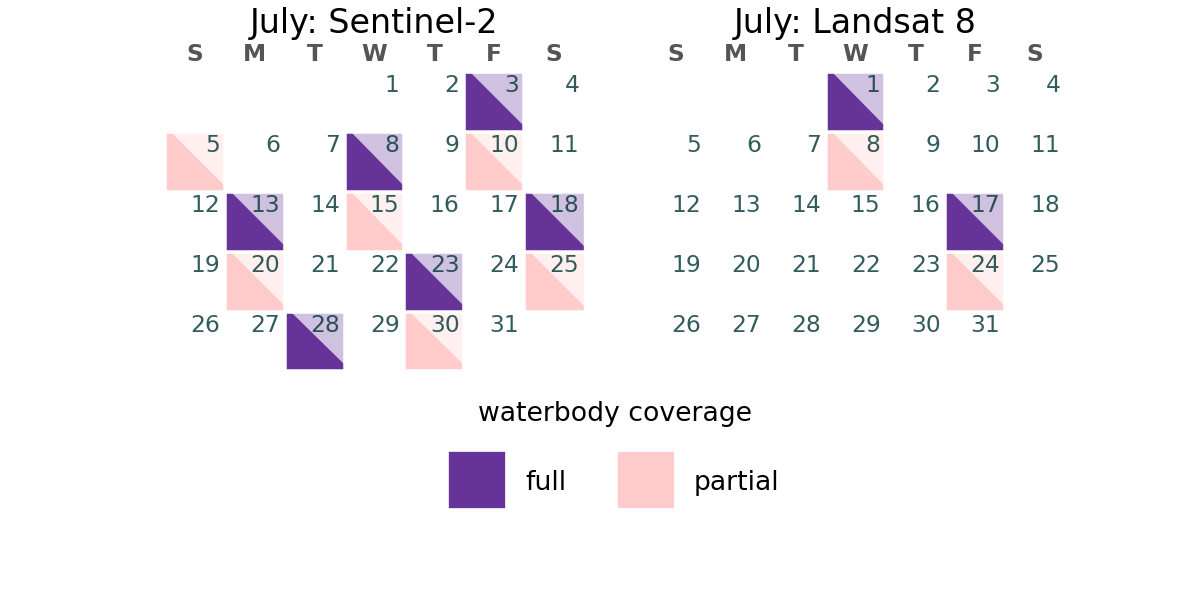 July: Sentinel-2
S M T W T F S
1 2 3 4
5 6 7 8 9 10 11
12 13 14 15 16 17 18
19 20 21 22 23 24 25
26 27 28 29 30 31
July: Landsat 8
S M T W T F S
1 2 3 4
5 6 7 8 9 10 11
12 13 14 15 16 17 18
19 20 21 22 23 24 25
26 27 28 29 30 31
waterbody coverage
full
partial